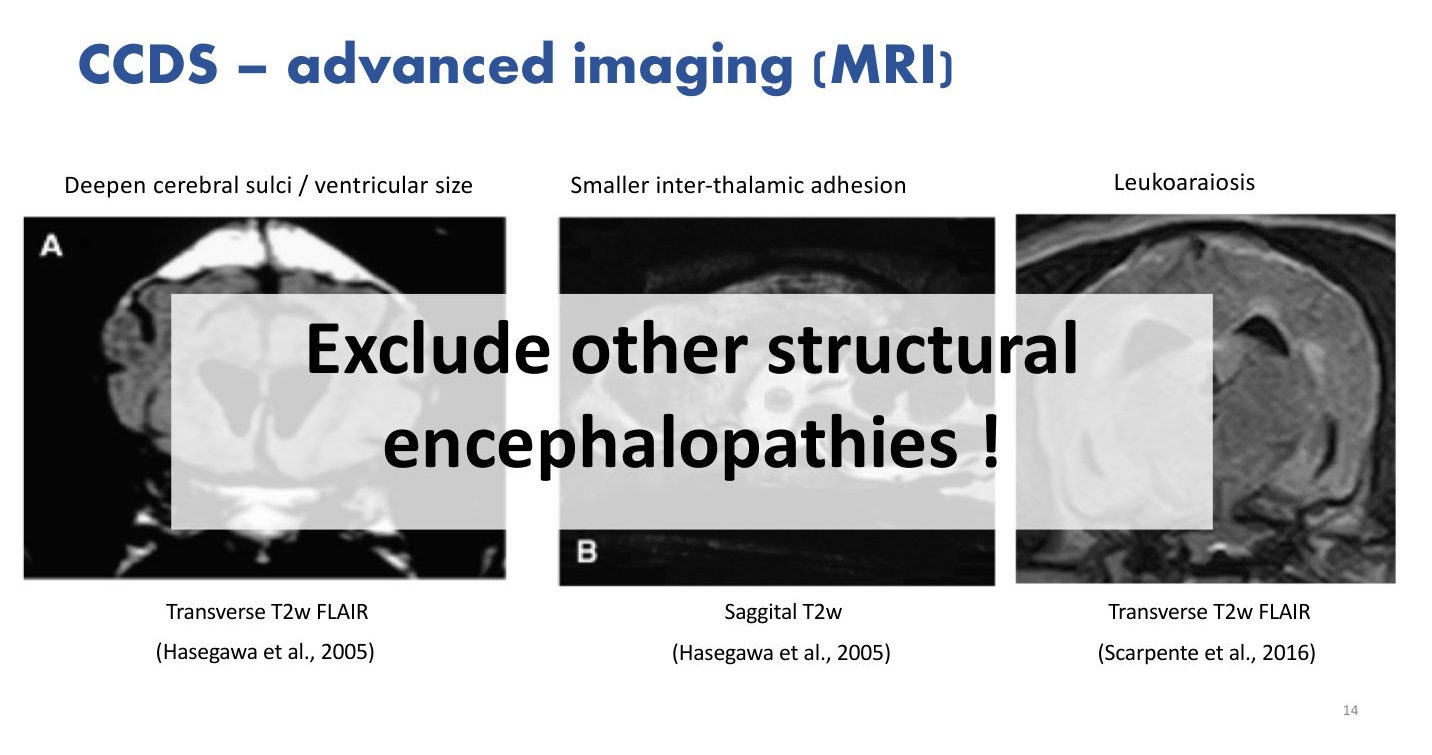 CCDS – advanced imaging (MRI)
Deepen cerebral sulci / ventricular size
Smaller inter-thalamic adhesion
Leukoaraiosis
A
Exclude other structural
encephalopathies !
B
Transverse T2w FLAIR
(Hasegawa et al., 2005)
Saggital T2w
(Hasegawa et al., 2005)
Transverse T2w FLAIR
(Scarpente et al., 2016)
14